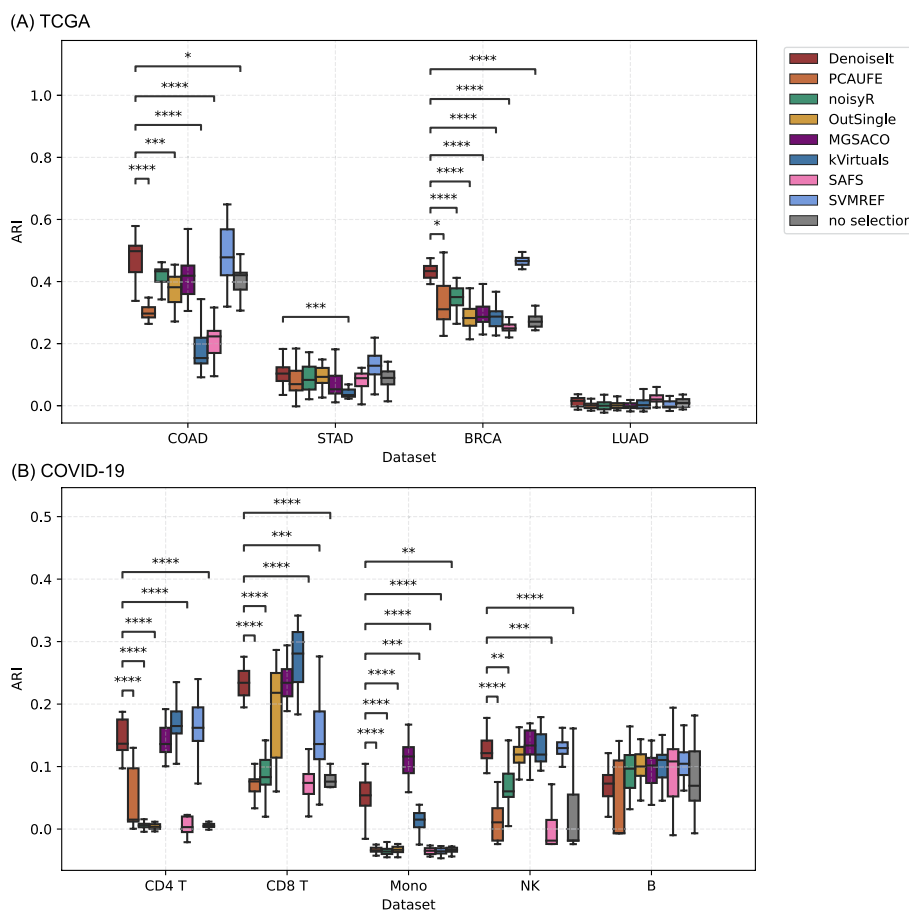 (A) TCGA
* **** **** *** ****
*** 
**** **** **** **** **** **** *
1.0
0.8
0.6
0.4
0.2
0.0
ARI
COAD STAD BRCA LUAD
Dataset
DenoiseIt
PCAUFE
noisyR
OutSingle
MGSACO
kVirtuals
SAFS
SVMREF
no selection
(B) COVID-19
**** **** **** **** ****
**** *** **** **** ****
** **** **** *** **** ****
**** *** ** ****
0.5
0.4
0.3
0.2
0.1
0.0
ARI
CD4 T CD8 T Mono NK B
Dataset